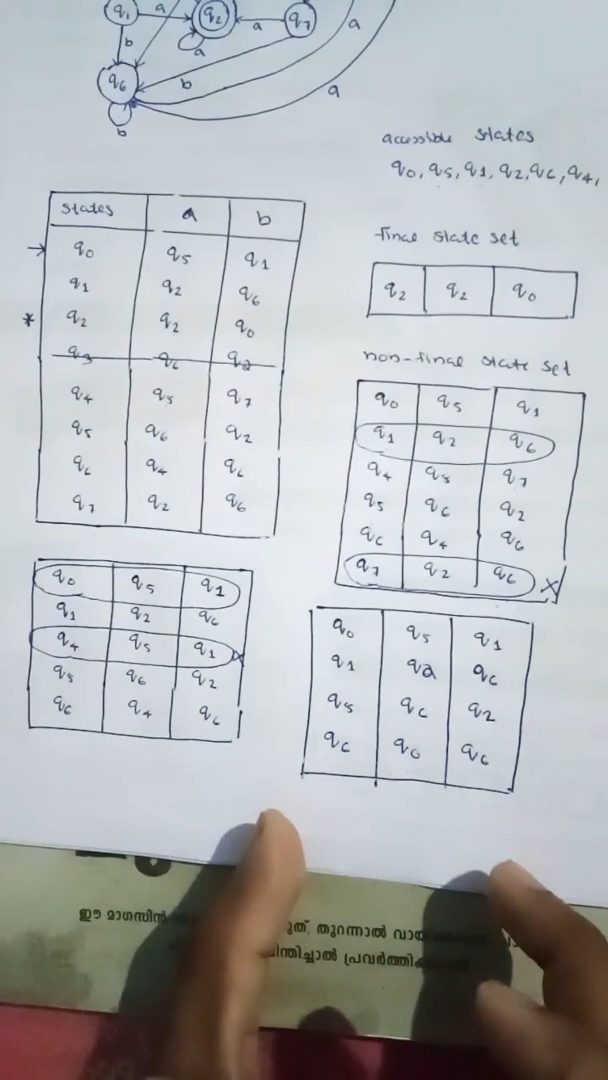 q1 a q2 a q7 a
b a
q6 b a
b
accessible states
q0, q5, q1, q2, q6, q4,
states a b
→ q0 q5 q1
q1 q2 q6
* q2 q2 q0
q3 q6 q2
q4 q5 q7
q5 q6 q2
q6 q4 q6
q7 q2 q6
final state set
q2 q2 q0
non-final state set
q0 q5 q1
q1 q2 q6
q4 q5 q7
q5 q6 q2
q6 q4 q6
q7 q2 q6 X
q0 q5 q1
q1 q2 q6
q4 q5 q1 x
q5 q6 q2
q6 q4 q6
q0 q5 q1
q1 q2 q6
q5 q6 q2
q6 q0 q6
ഈ മാഗസിൻ തുറന്നാൽ
ചിന്തിച്ചാൽ